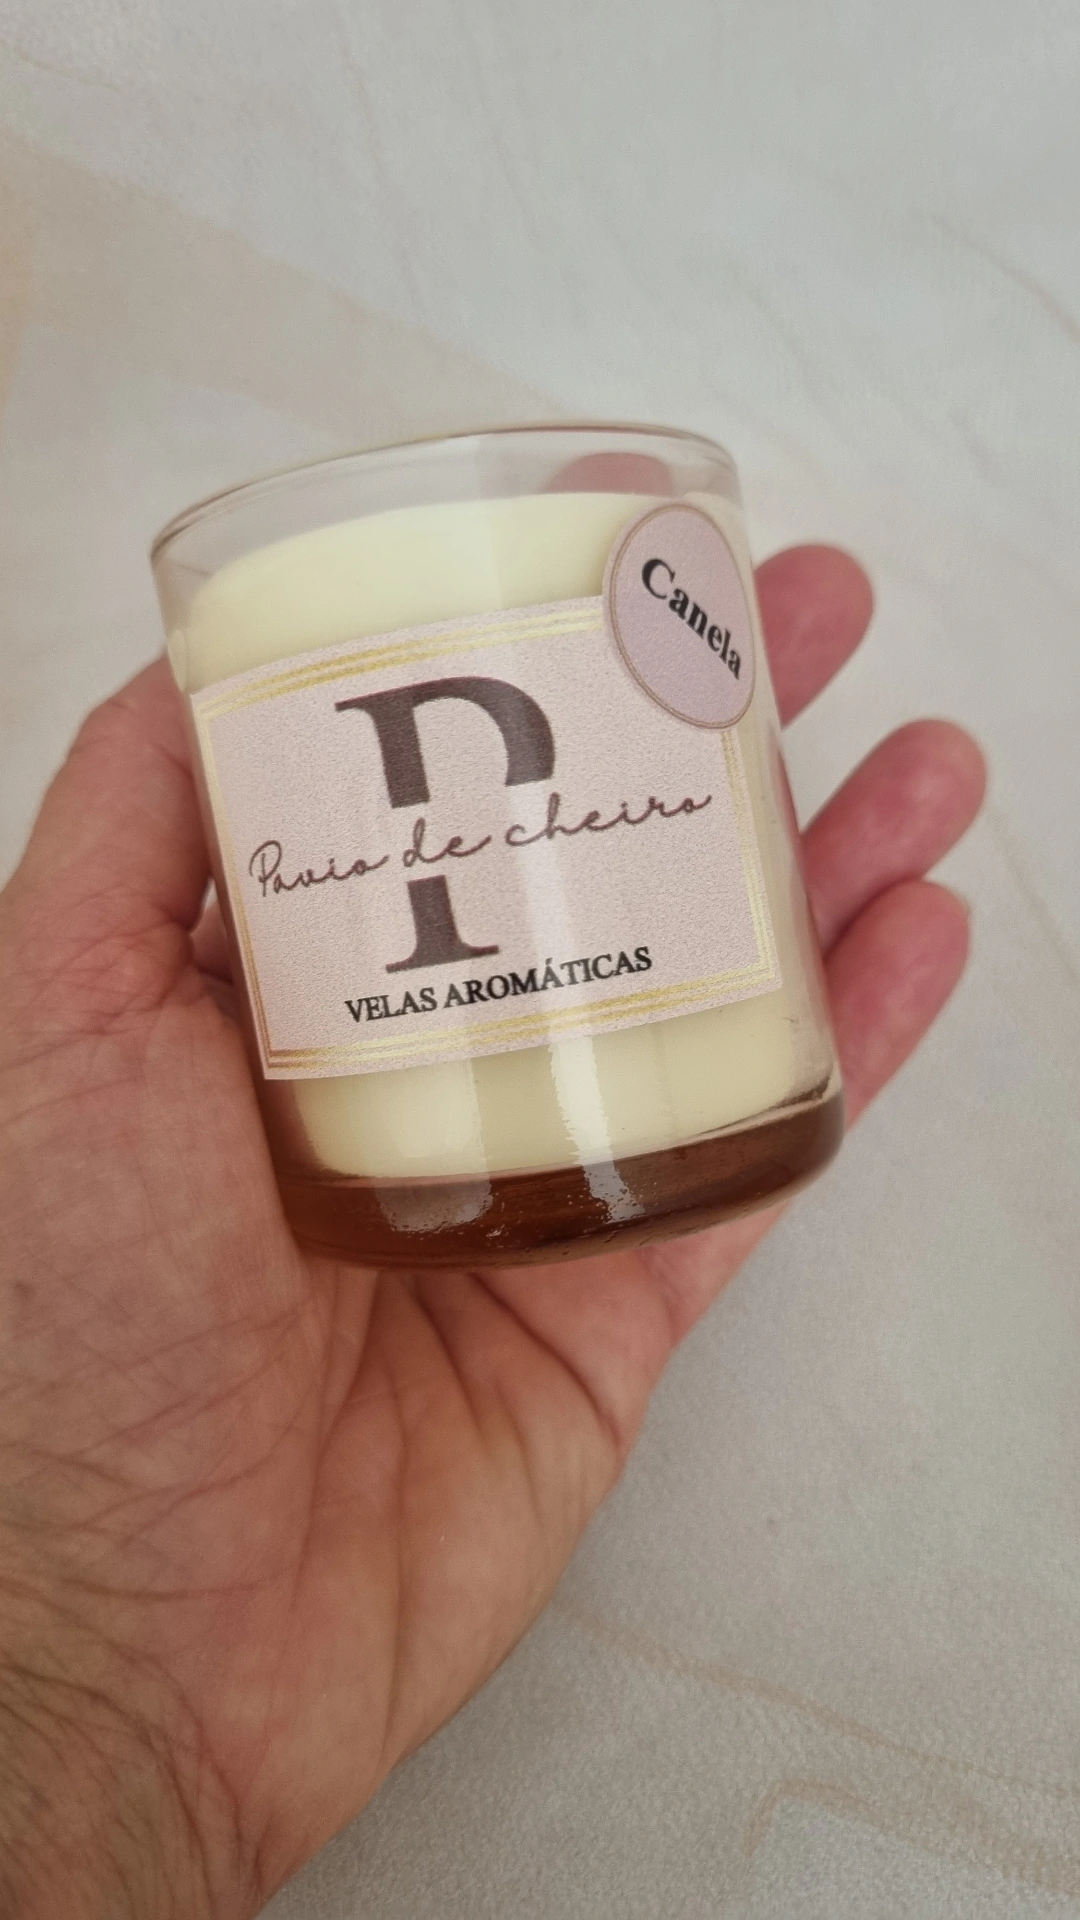 Canela
P
Pavio de cheiro
VELAS AROMÁTICAS